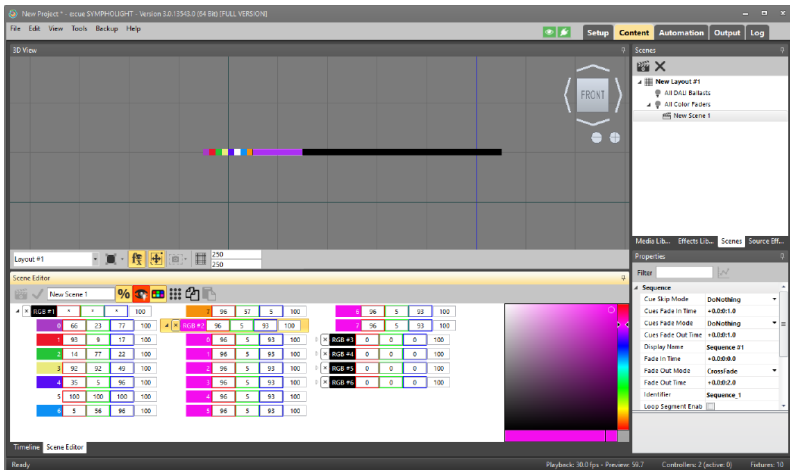 New Project * - ecue SYMPHOLIGHT - Version 3.0.13543.0 (64 Bit) [FULL VERSION]
File Edit View Tools Backup Help
Setup Content Automation Output Log
3D View
FRONT
Layout #1 250
250
Scene Editor
New Scene 1 %
RGB #1 x x x 100
0 66 23 77 100
1 93 9 17 100
2 14 77 22 100
3 92 92 49 100
4 35 5 96 100
5 100 100 100 100
6 5 56 96 100
7 96 57 5 100
RGB #2 96 5 93 100
0 96 5 93 100
1 96 5 93 100
2 96 5 93 100
3 96 5 93 100
4 96 5 93 100
5 96 5 93 100
6 96 5 93 100
7 96 5 93 100
RGB #3 0 0 0 100
RGB #4 0 0 0 100
RGB #5 0 0 0 100
RGB #6 0 0 0 100
Timeline Scene Editor
Scenes
New Layout #1
All DALI Ballasts
All Color Faders
New Scene 1
Media Lib... Effects Lib... Scenes Source Eff...
Properties
Filter
Sequence
Cue Skip Mode DoNothing
Cues Fade In Time +0.0:0:1.0
Cues Fade Mode DoNothing
Cues Fade Out Time +0.0:0:1.0
Display Name Sequence #1
Fade In Time +0.0:0:0.0
Fade Out Mode CrossFade
Fade Out Time +0.0:0:2.0
Identifier Sequence_1
Loop Segment Enab
Ready Playback: 30.0 fps - Preview: 59.7 Controllers: 2 (active: 0) Fixtures: 10